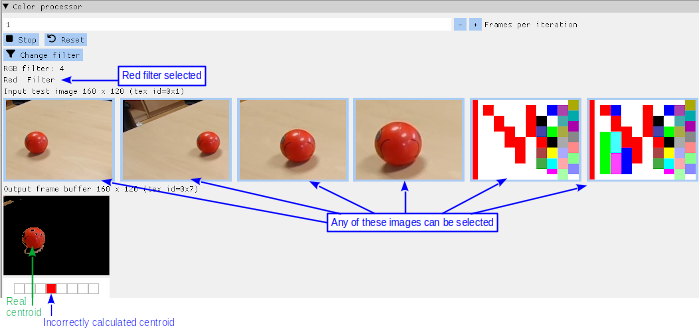 Color processor
1
- + Frames per iteration
Stop Reset
Change filter
RGB filter: 4
Red Filter
Red filter selected
Input test image 160 x 120 (tex id=0x1)
Output frame buffer 160 x 120 (tex id=0x7)
Any of these images can be selected
Real
centroid
Incorrectly calculated centroid